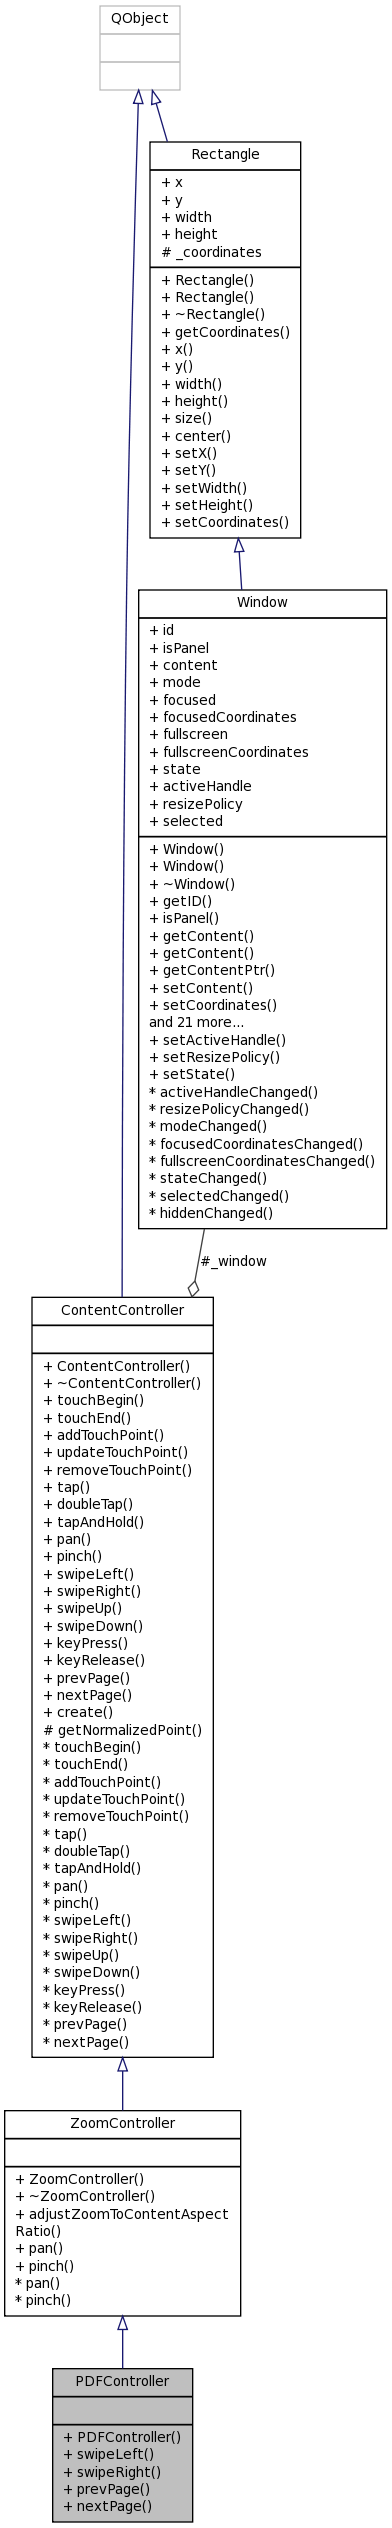 QObject
Rectangle
+ x
+ y
+ width
+ height
# _coordinates
+ Rectangle()
+ Rectangle()
+ ~Rectangle()
+ getCoordinates()
+ x()
+ y()
+ width()
+ height()
+ size()
+ center()
+ setX()
+ setY()
+ setWidth()
+ setHeight()
+ setCoordinates()
Window
+ id
+ isPanel
+ content
+ mode
+ focused
+ focusedCoordinates
+ fullscreen
+ fullscreenCoordinates
+ state
+ activeHandle
+ resizePolicy
+ selected
+ Window()
+ Window()
+ ~Window()
+ getID()
+ isPanel()
+ getContent()
+ getContent()
+ getContentPtr()
+ setContent()
+ setCoordinates()
and 21 more...
+ setActiveHandle()
+ setResizePolicy()
+ setState()
* activeHandleChanged()
* resizePolicyChanged()
* modeChanged()
* focusedCoordinatesChanged()
* fullscreenCoordinatesChanged()
* stateChanged()
* selectedChanged()
* hiddenChanged()
#_window
ContentController
+ ContentController()
+ ~ContentController()
+ touchBegin()
+ touchEnd()
+ addTouchPoint()
+ updateTouchPoint()
+ removeTouchPoint()
+ tap()
+ doubleTap()
+ tapAndHold()
+ pan()
+ pinch()
+ swipeLeft()
+ swipeRight()
+ swipeUp()
+ swipeDown()
+ keyPress()
+ keyRelease()
+ prevPage()
+ nextPage()
+ create()
# getNormalizedPoint()
* touchBegin()
* touchEnd()
* addTouchPoint()
* updateTouchPoint()
* removeTouchPoint()
* tap()
* doubleTap()
* tapAndHold()
* pan()
* pinch()
* swipeLeft()
* swipeRight()
* swipeUp()
* swipeDown()
* keyPress()
* keyRelease()
* prevPage()
* nextPage()
ZoomController
+ ZoomController()
+ ~ZoomController()
+ adjustZoomToContentAspect
Ratio()
+ pan()
+ pinch()
* pan()
* pinch()
PDFController
+ PDFController()
+ swipeLeft()
+ swipeRight()
+ prevPage()
+ nextPage()